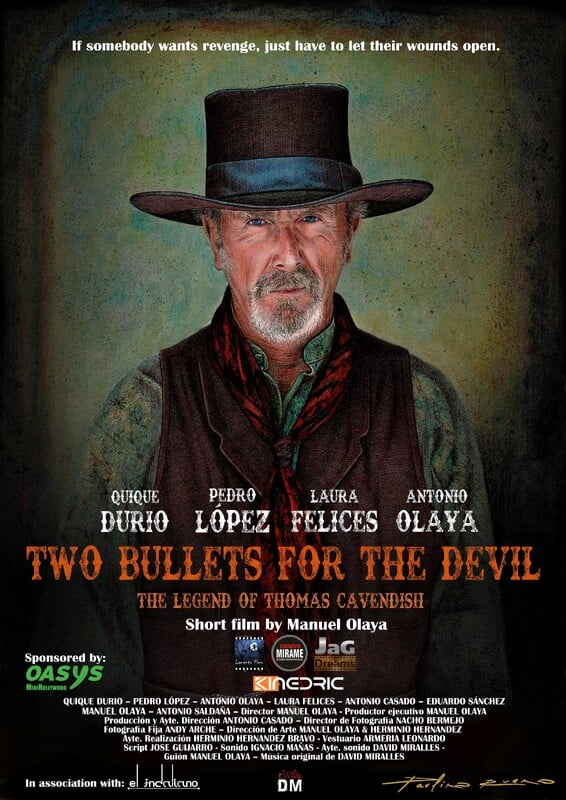 If somebody wants revenge, just have to let their wounds open.
QUIQUE DURIO
PEDRO LÓPEZ
LAURA FELICES
ANTONIO OLAYA
TWO BULLETS FOR THE DEVIL
THE LEGEND OF THOMAS CAVENDISH
Short film by Manuel Olaya
MIRAME
JaG
Dreams
KINEDRIC
Sponsored by:
OASYS
MINIHOLLYWOOD
QUIQUE DURIO – PEDRO LÓPEZ – ANTONIO OLAYA – LAURA FELICES – ANTONIO CASADO – EDUARDO SÁNCHEZ
MANUEL OLAYA – ANTONIO SALDAÑA – Director MANUEL OLAYA - Productor ejecutivo MANUEL OLAYA
Producción y Ayte. Dirección ANTONIO CASADO – Director de Fotografía NACHO BERMEJO
Fotografía Fija ANDY ARCHE – Dirección de Arte MANUEL OLAYA & HERMINIO HERNANDEZ
Ayte. Realización HERMINIO HERNANDEZ BRAVO - Vestuario ARMERIA LEONARDO
Script JOSE GUIJARRO - Sonido IGNACIO MAÑAS - Ayte. sonido DAVID MIRALLES -
Guión MANUEL OLAYA – Música original de DAVID MIRALLES
In association with: el indaliano
DM